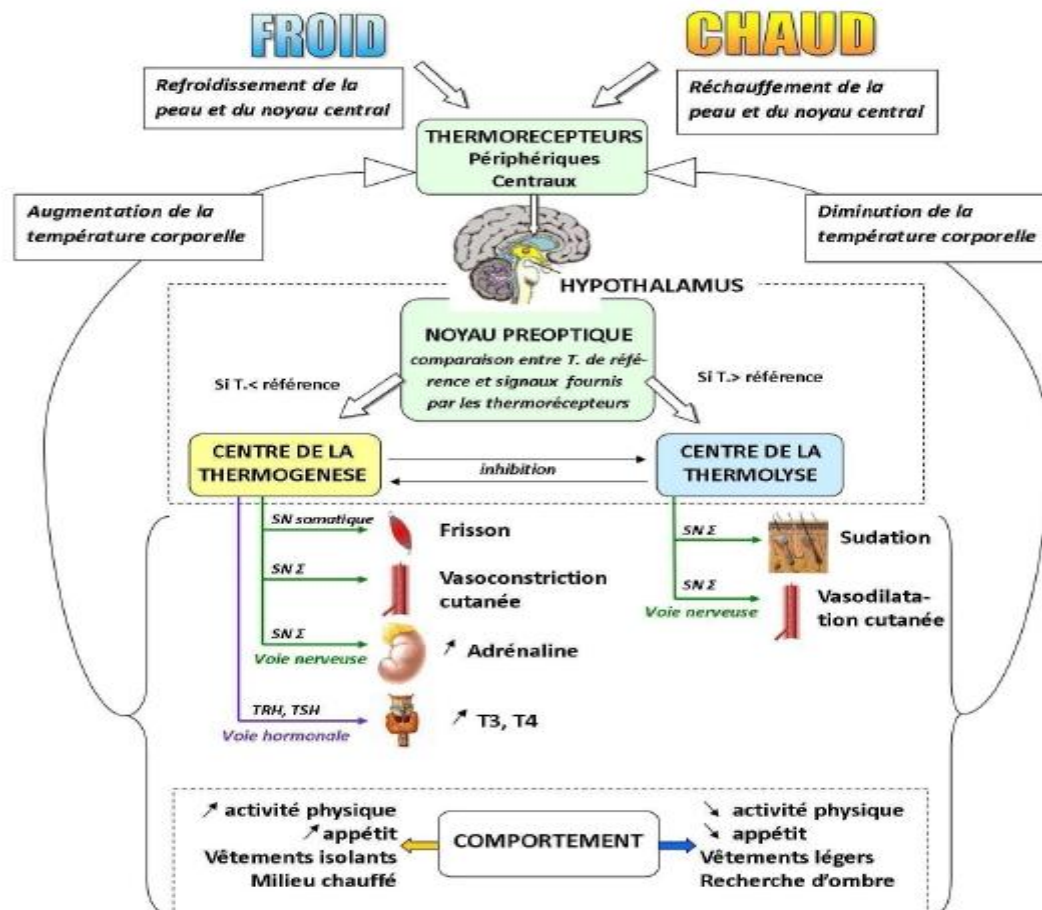 FROID
CHAUD
Refroidissement de la
peau et du noyau central
Réchauffement de la
peau et du noyau central
THERMORECEPTEURS
Périphériques
Centraux
Augmentation de la
température corporelle
Diminution de la
température corporelle
HYPOTHALAMUS
NOYAU PREOPTIQUE
comparaison entre T. de réfé-
rence et signaux fournis
par les thermorécepteurs
Si T.< référence
Si T.> référence
CENTRE DE LA
THERMOGENESE
inhibition
CENTRE DE LA
THERMOLYSE
SN somatique
Frisson
SN Σ
Vasoconstriction
cutanée
SN Σ
Voie nerveuse
↗ Adrénaline
TRH, TSH
Voie hormonale
↗ T3, T4
SN Σ
Sudation
SN Σ
Voie nerveuse
Vasodilata-
tion cutanée
↗ activité physique
↗ appétit
Vêtements isolants
Milieu chauffé
COMPORTEMENT
↘ activité physique
↘ appétit
Vêtements légers
Recherche d'ombre